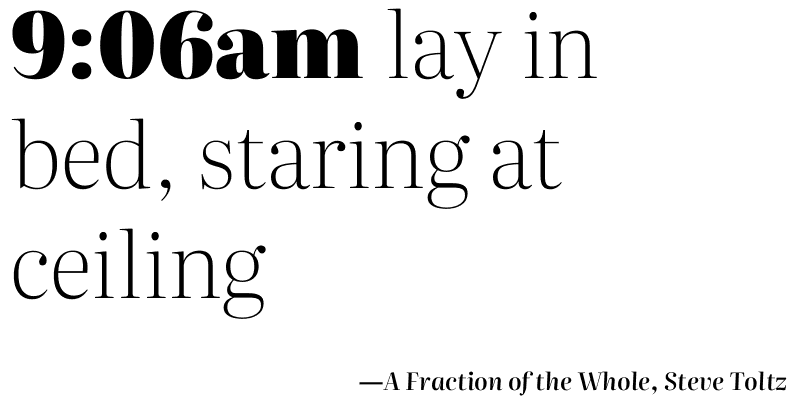 9:06am lay in
bed, staring at
ceiling
—A Fraction of the Whole, Steve Toltz